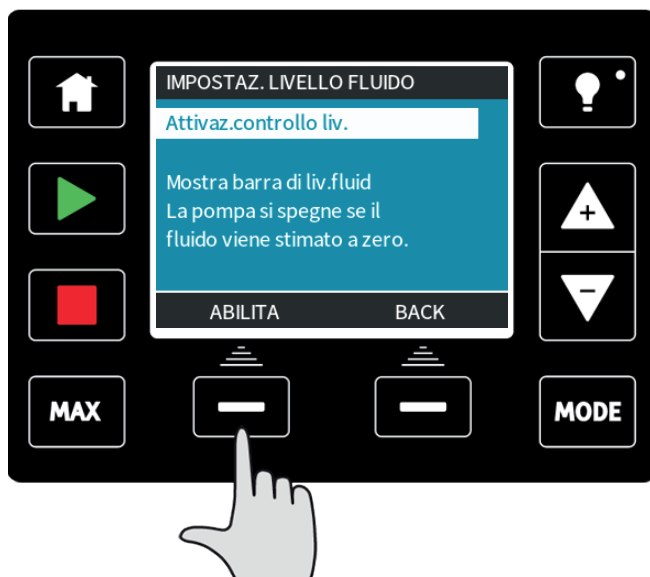 IMPOSTAZ. LIVELLO FLUIDO
Attivaz.controllo liv.
Mostra barra di liv.fluid
La pompa si spegne se il
fluido viene stimato a zero.
+
-
ABILITA BACK
MAX
MODE